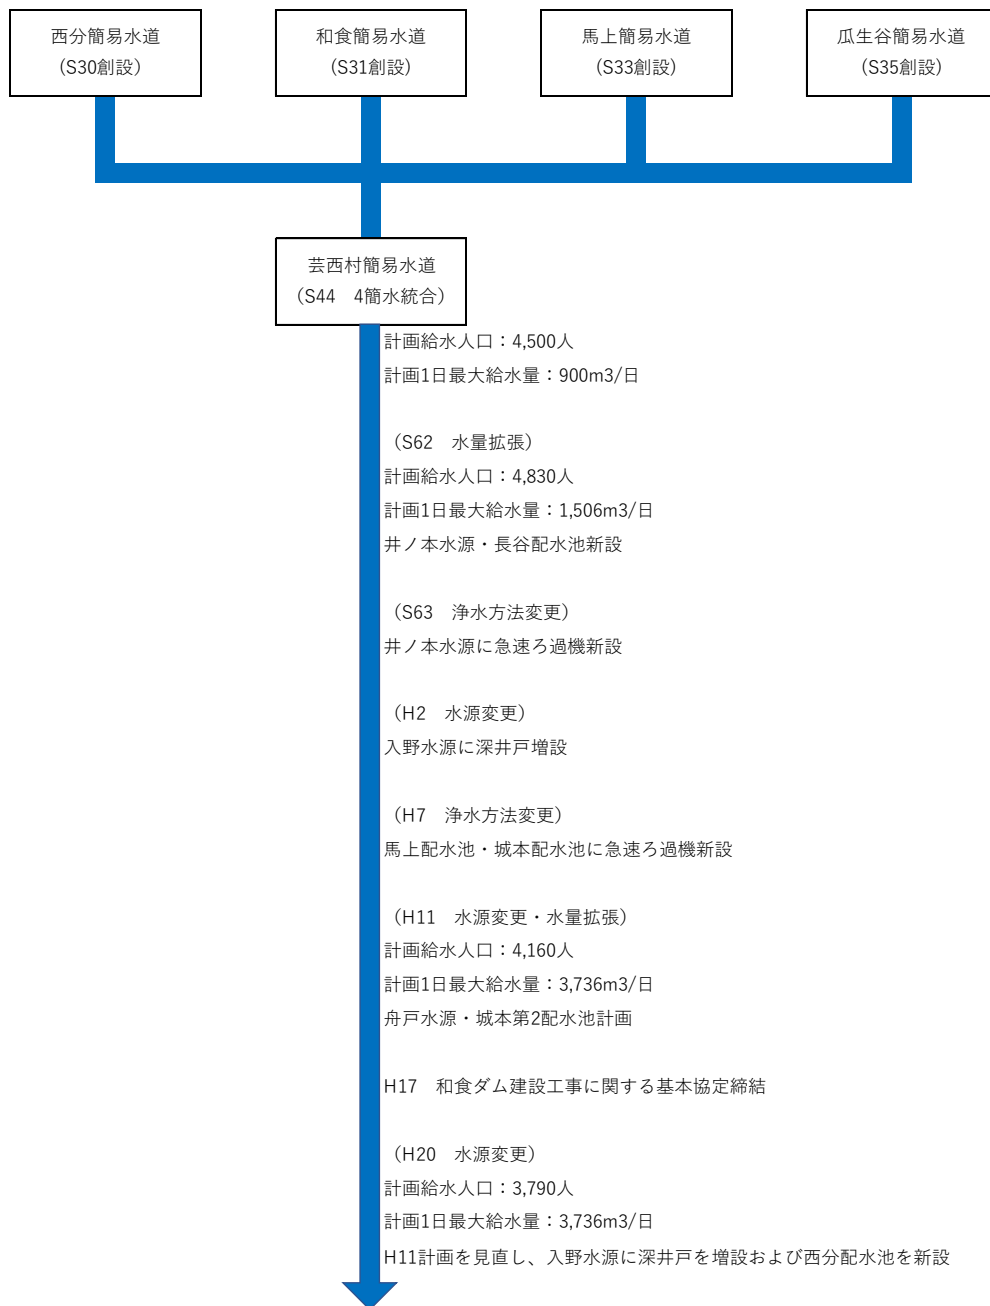 西分簡易水道
（S30創設）
和食簡易水道
（S31創設）
馬上簡易水道
（S33創設）
瓜生谷簡易水道
（S35創設）
芸西村簡易水道
（S44　4簡水統合）
計画給水人口：4,500人
計画1日最大給水量：900m3/日
（S62　水量拡張）
計画給水人口：4,830人
計画1日最大給水量：1,506m3/日
井ノ本水源・長谷配水池新設
（S63　浄水方法変更）
井ノ本水源に急速ろ過機新設
（H2　水源変更）
入野水源に深井戸増設
（H7　浄水方法変更）
馬上配水池・城本配水池に急速ろ過機新設
（H11　水源変更・水量拡張）
計画給水人口：4,160人
計画1日最大給水量：3,736m3/日
舟戸水源・城本第2配水池計画
H17　和食ダム建設工事に関する基本協定締結
（H20　水源変更）
計画給水人口：3,790人
計画1日最大給水量：3,736m3/日
H11計画を見直し、入野水源に深井戸を増設および西分配水池を新設